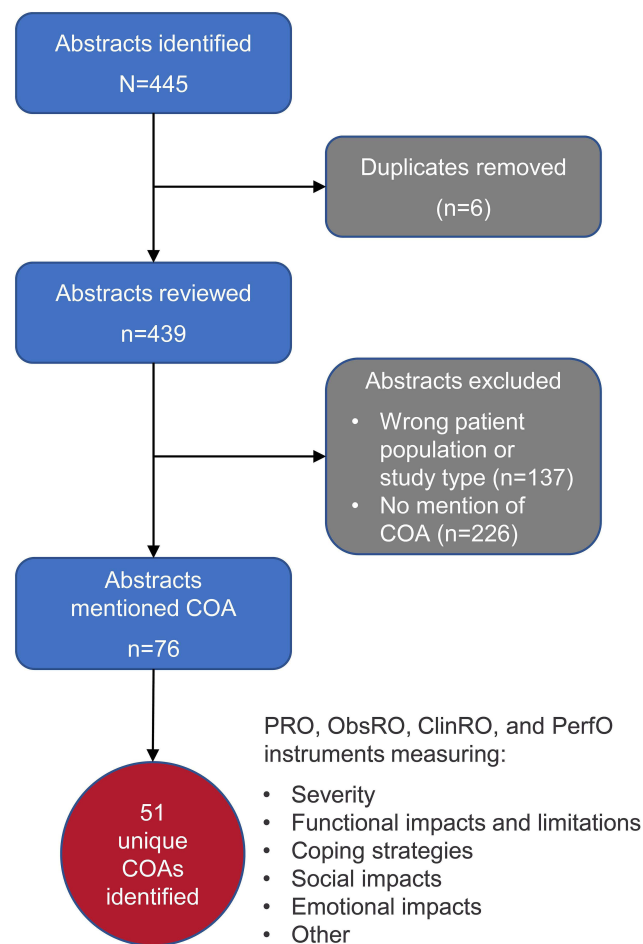 Abstracts identified
N=445
Duplicates removed
(n=6)
Abstracts reviewed
n=439
Abstracts excluded
• Wrong patient
population or
study type (n=137)
• No mention of
COA (n=226)
Abstracts
mentioned COA
n=76
PRO, ObsRO, ClinRO, and PerfO
instruments measuring:
• Severity
• Functional impacts and limitations
• Coping strategies
• Social impacts
• Emotional impacts
• Other
51
unique
COAs
identified